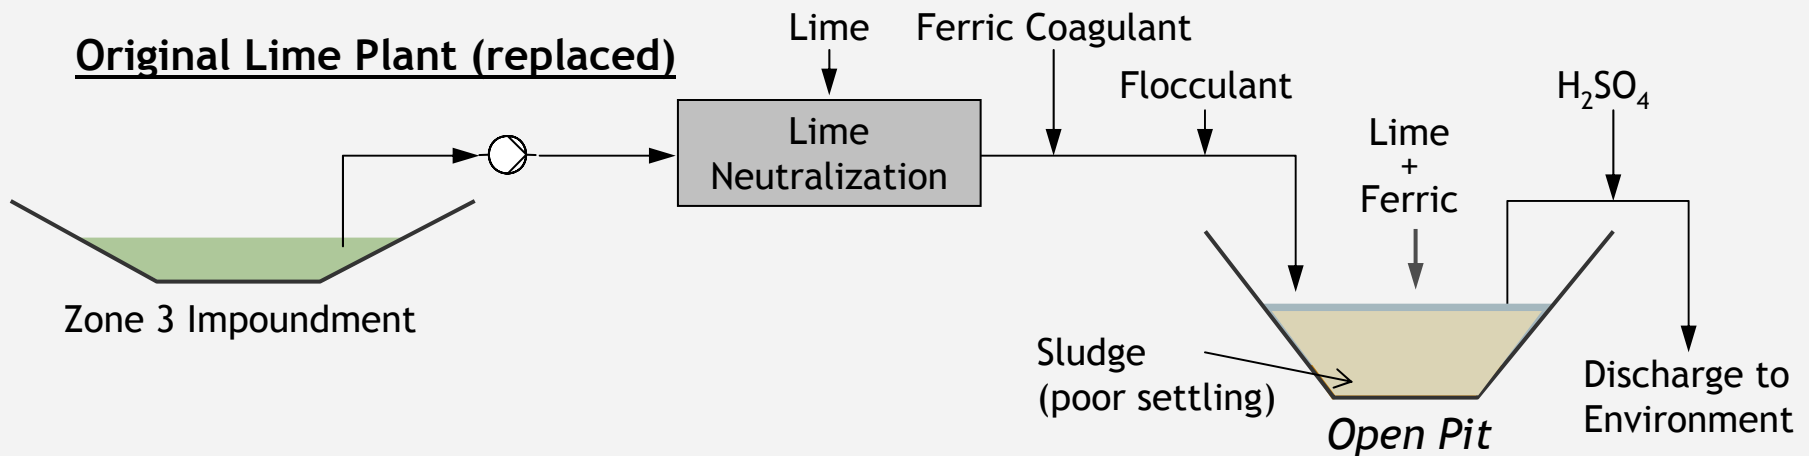 Original Lime Plant (replaced)
Lime
Ferric Coagulant
Flocculant
H₂SO₄
Lime
Neutralization
Lime
+
Ferric
Zone 3 Impoundment
Sludge
(poor settling)
Open Pit
Discharge to
Environment